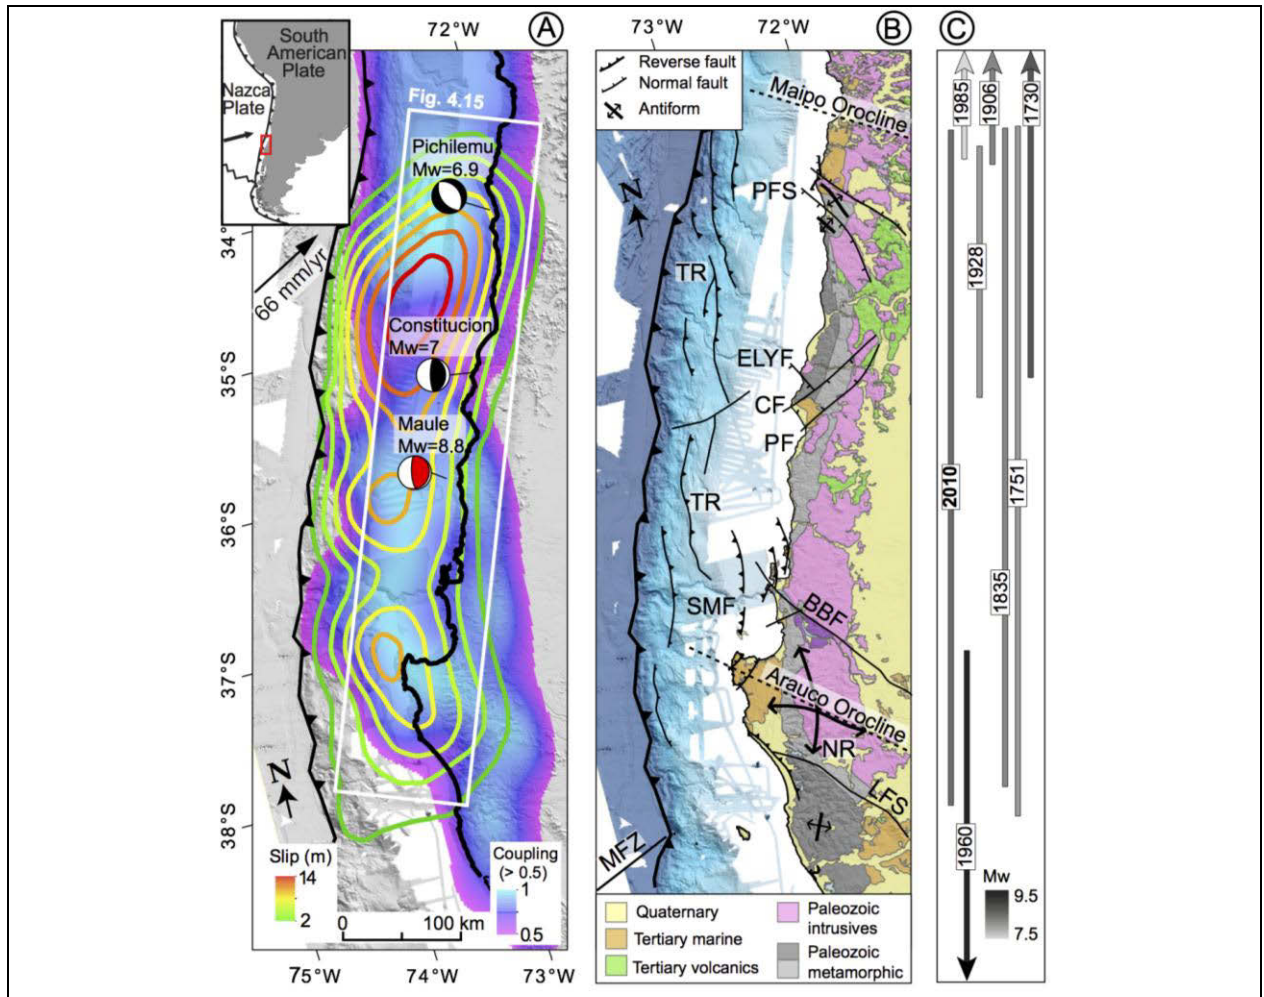 72°W
A
South
American
Plate
Nazca
Plate
Fig. 4.15
Pichilemu
Mw=6.9
34°
66 mm/yr
Constitucion
Mw=7
35°S
Maule
Mw=8.8
36°S
37°S
N
38°S
Slip (m)
14
2
Coupling
(> 0.5)
1
0.5
0
100 km
75°W
74°W
73°W
73°W
72°W
B
Reverse fault
Normal fault
Antiform
Maipo Orocline
N
PFS
TR
ELYF
CF
PF
TR
SMF
BBF
Arauco Orocline
NR
LFS
MFZ
Quaternary
Tertiary marine
Tertiary volcanics
Paleozoic
intrusives
Paleozoic
metamorphic
C
1985
1906
1730
1928
2010
1751
1835
1960
Mw
9.5
7.5